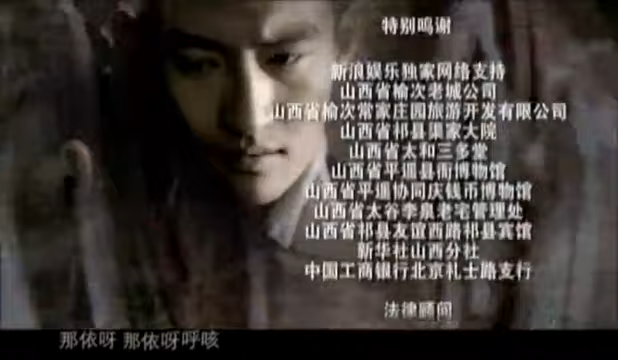 特别鸣谢
新浪娱乐独家网络支持
山西省榆次老城公司
山西省榆次常家庄园旅游开发有限公司
山西省祁县渠家大院
山西省太和三多堂
山西省平遥县衙博物馆
山西省平遥协同庆钱币博物馆
山西省太谷李泉老宅管理处
山西省祁县友谊西路祁县宾馆
新华社山西分社
中国工商银行北京礼士路支行
法律顾问
那依呀 那依呀呼咳